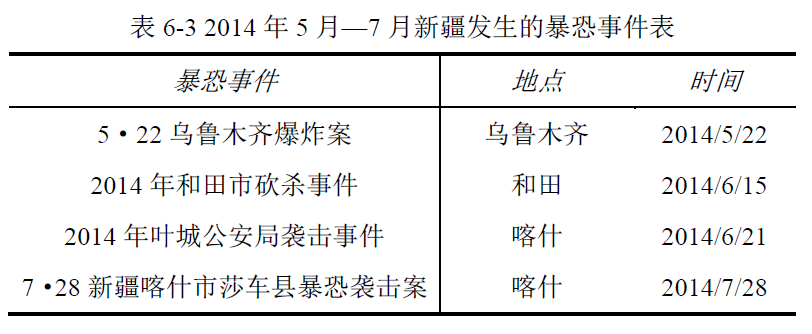 表 6-3 2014 年 5 月—7 月新疆发生的暴恐事件表
暴恐事件 地点 时间
5·22 乌鲁木齐爆炸案 乌鲁木齐 2014/5/22
2014 年和田市砍杀事件 和田 2014/6/15
2014 年叶城公安局袭击事件 喀什 2014/6/21
7·28 新疆喀什市莎车县暴恐袭击案 喀什 2014/7/28